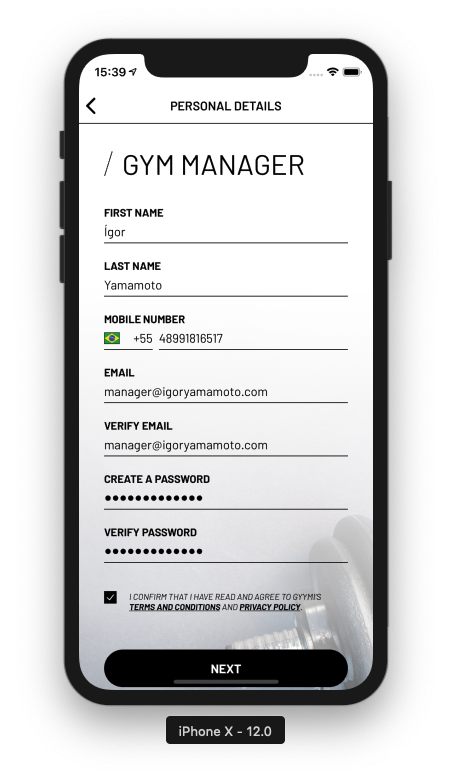 15:39
PERSONAL DETAILS
/ GYM MANAGER
FIRST NAME
Ígor
LAST NAME
Yamamoto
MOBILE NUMBER
+55 48991816517
EMAIL
manager@igoryamamoto.com
VERIFY EMAIL
manager@igoryamamoto.com
CREATE A PASSWORD
●●●●●●●●●●●●●
VERIFY PASSWORD
●●●●●●●●●●●●●
I CONFIRM THAT I HAVE READ AND AGREE TO GYYMI'S
TERMS AND CONDITIONS AND PRIVACY POLICY.
NEXT
iPhone X - 12.0